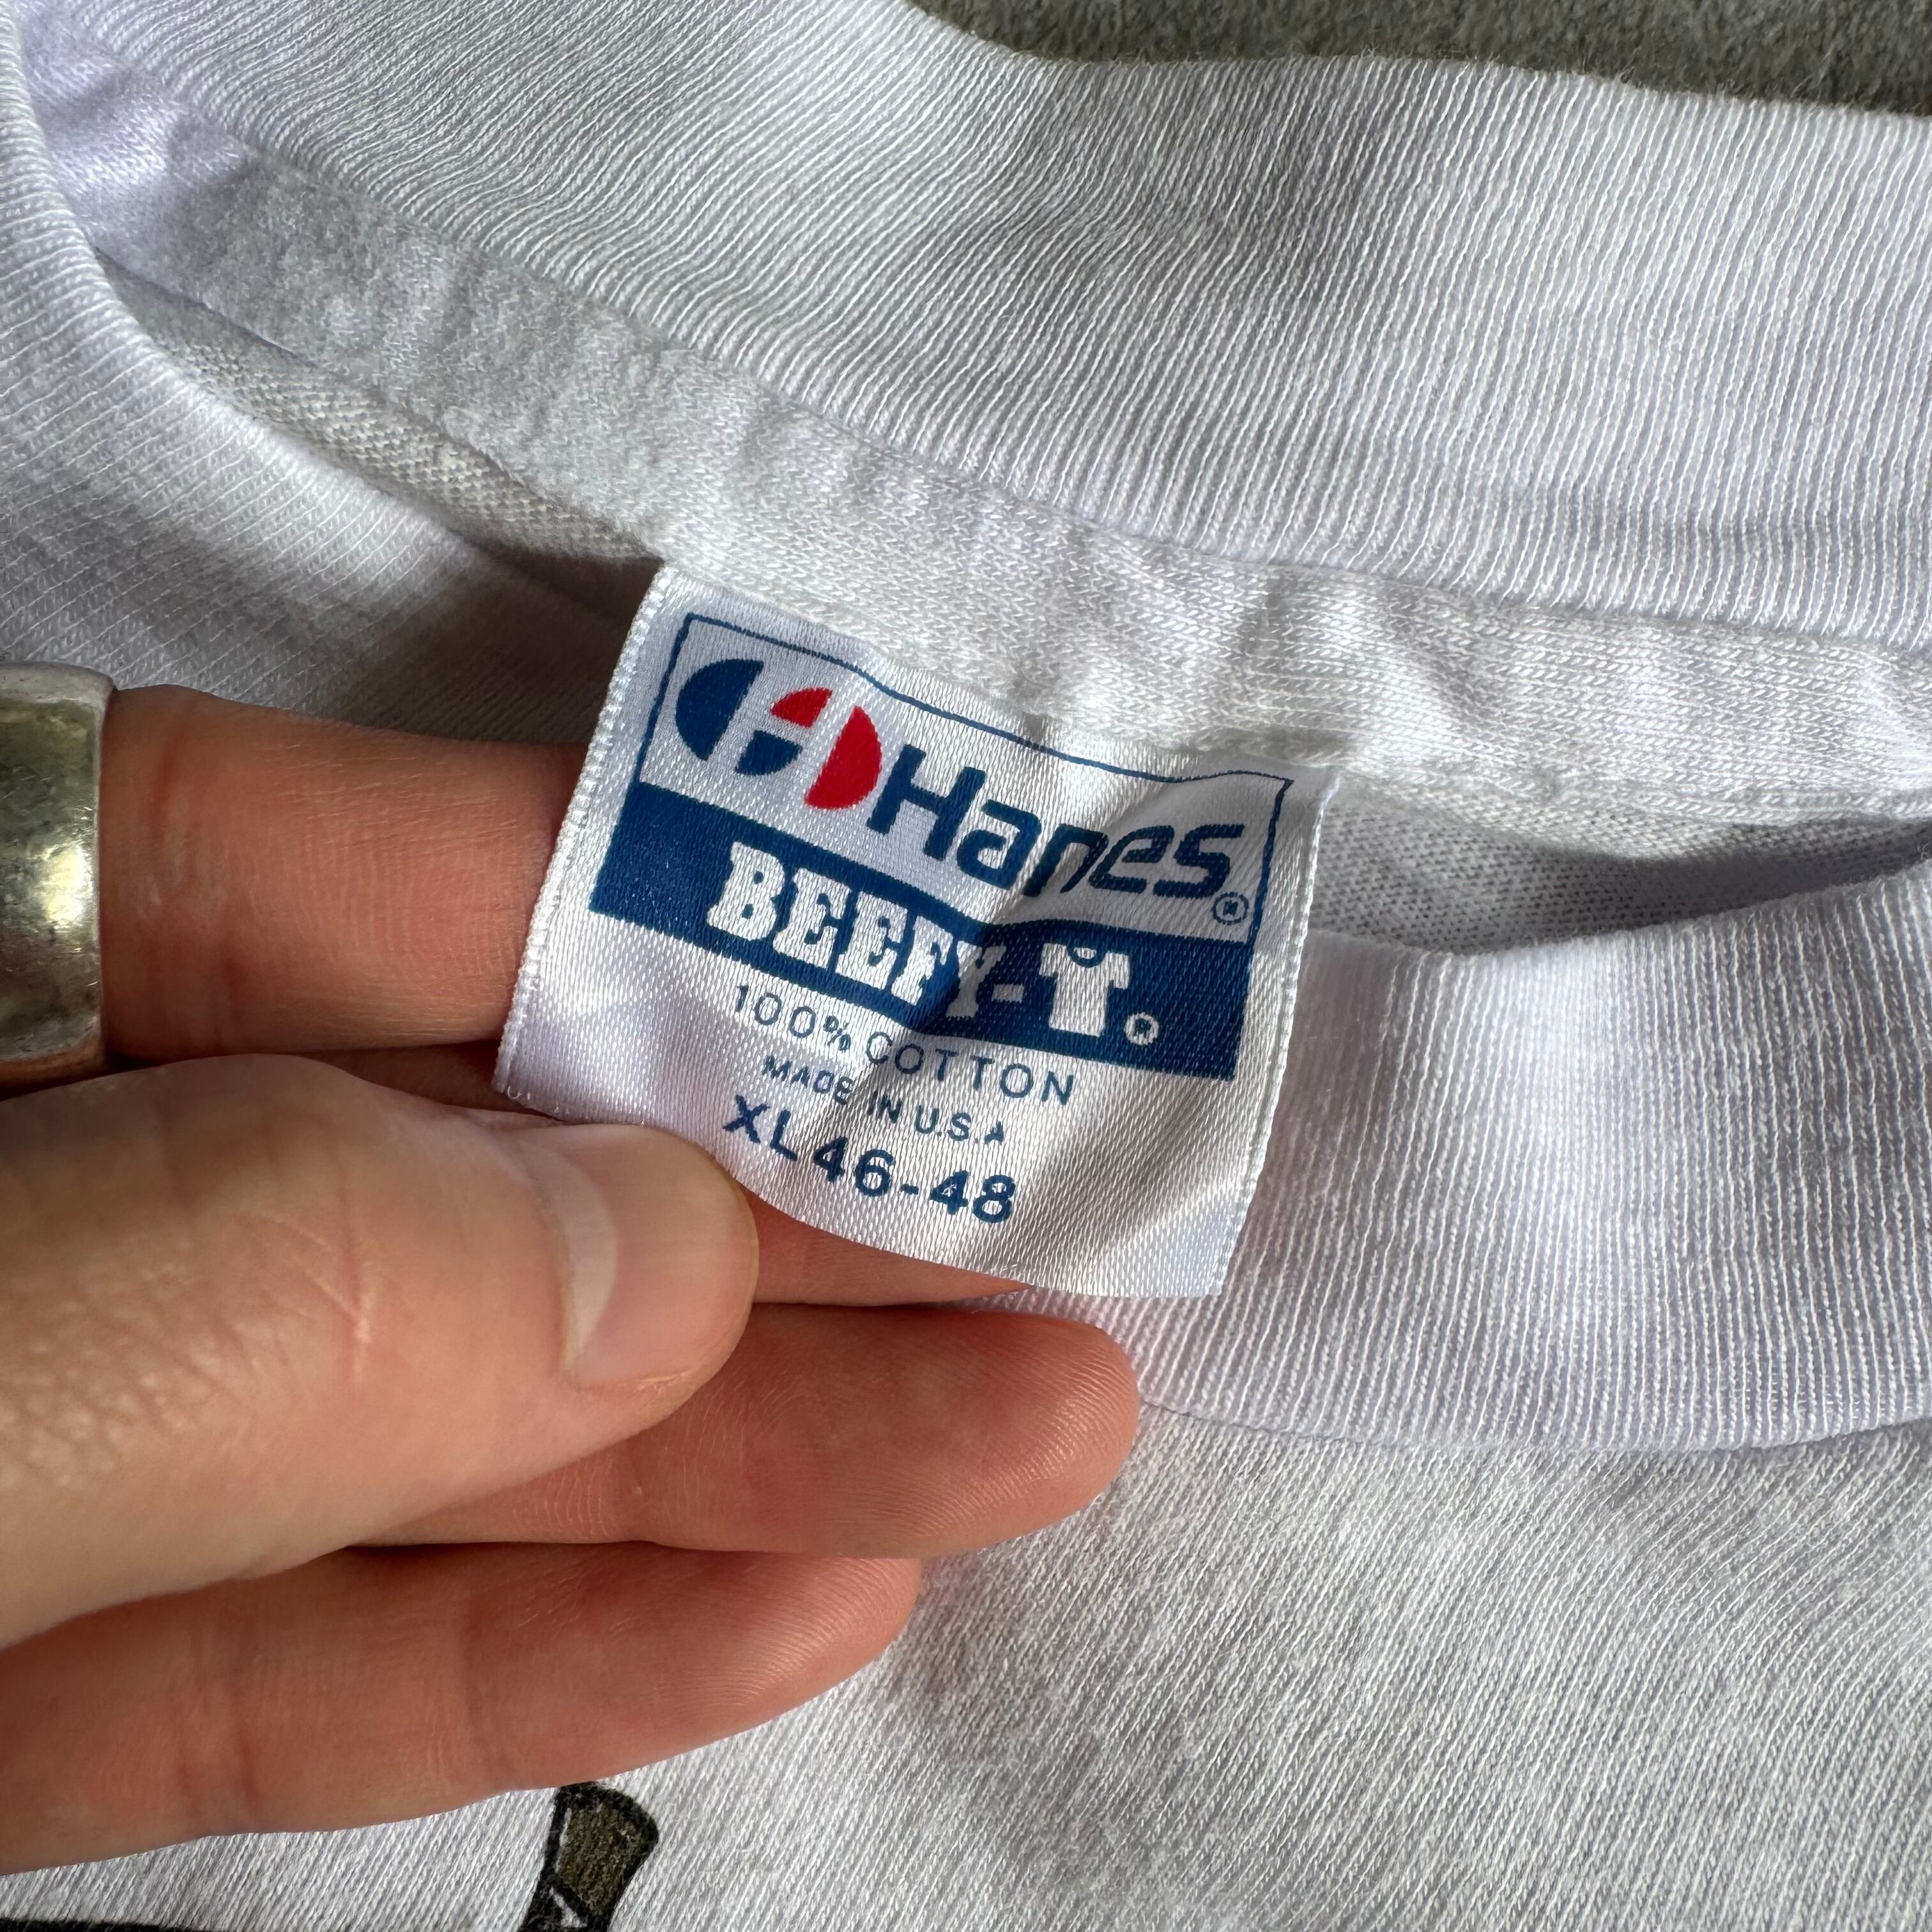 Hanes®
BEEFY-T®
100% COTTON
MADE IN U.S.A
XL 46-48